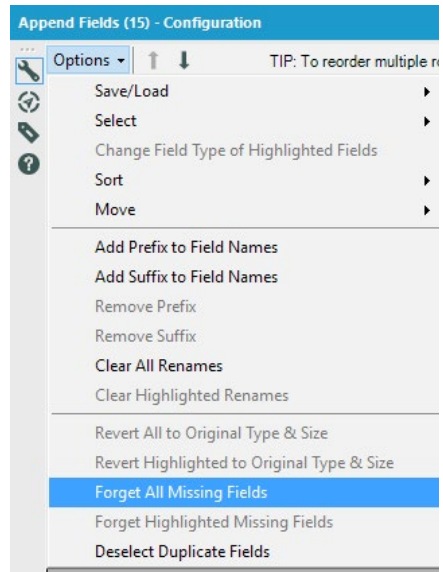 Append Fields (15) - Configuration
Options TIP: To reorder multiple r
Save/Load
Select
Change Field Type of Highlighted Fields
Sort
Move
Add Prefix to Field Names
Add Suffix to Field Names
Remove Prefix
Remove Suffix
Clear All Renames
Clear Highlighted Renames
Revert All to Original Type & Size
Revert Highlighted to Original Type & Size
Forget All Missing Fields
Forget Highlighted Missing Fields
Deselect Duplicate Fields